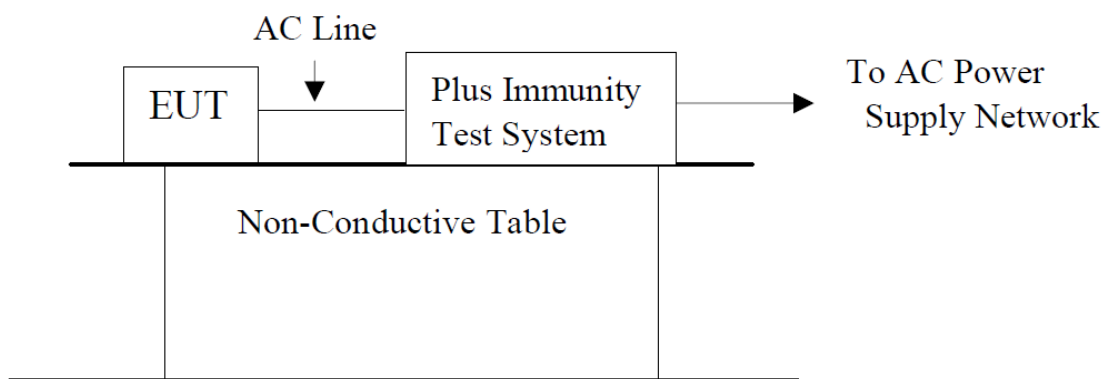 AC Line
EUT
Plus Immunity
Test System
To AC Power
Supply Network
Non-Conductive Table